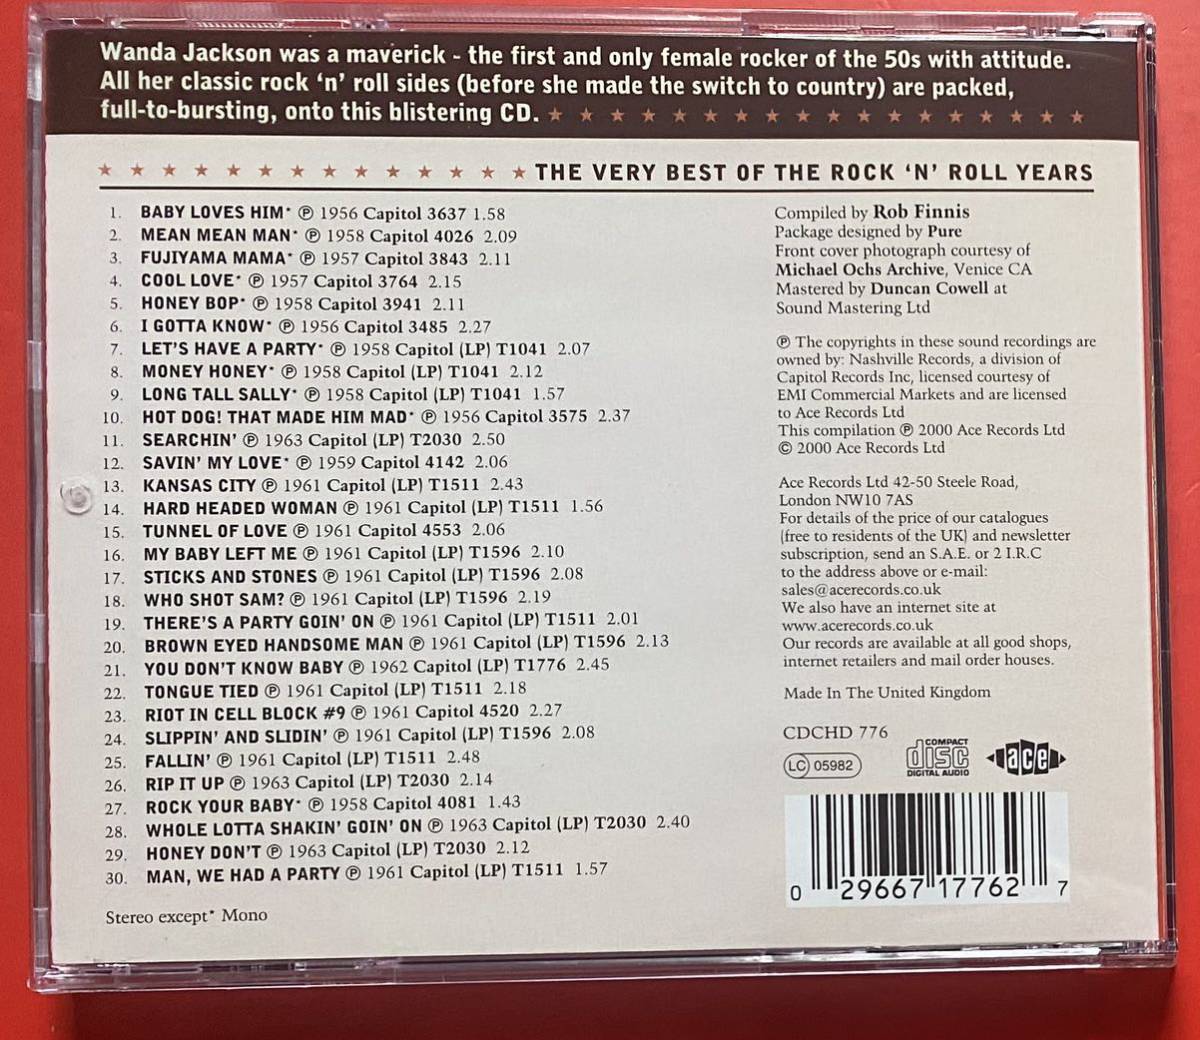 Wanda Jackson was a maverick - the first and only female rocker of the 50s with attitude.
All her classic rock ‘n’ roll sides (before she made the switch to country) are packed,
full-to-bursting, onto this blistering CD.
THE VERY BEST OF THE ROCK ‘N’ ROLL YEARS
1. BABY LOVES HIM* ℗ 1956 Capitol 3637 1.58
2. MEAN MEAN MAN* ℗ 1958 Capitol 4026 2.09
3. FUJIYAMA MAMA* ℗ 1957 Capitol 3843 2.11
4. COOL LOVE* ℗ 1957 Capitol 3764 2.15
5. HONEY BOP* ℗ 1958 Capitol 3941 2.11
6. I GOTTA KNOW* ℗ 1956 Capitol 3485 2.27
7. LET'S HAVE A PARTY* ℗ 1958 Capitol (LP) T1041 2.07
8. MONEY HONEY* ℗ 1958 Capitol (LP) T1041 2.12
9. LONG TALL SALLY* ℗ 1958 Capitol (LP) T1041 1.57
10. HOT DOG! THAT MADE HIM MAD* ℗ 1956 Capitol 3575 2.37
11. SEARCHIN' ℗ 1963 Capitol (LP) T2030 2.50
12. SAVIN' MY LOVE* ℗ 1959 Capitol 4142 2.06
13. KANSAS CITY ℗ 1961 Capitol (LP) T1511 2.43
14. HARD HEADED WOMAN ℗ 1961 Capitol (LP) T1511 1.56
15. TUNNEL OF LOVE ℗ 1961 Capitol 4553 2.06
16. MY BABY LEFT ME ℗ 1961 Capitol (LP) T1596 2.10
17. STICKS AND STONES ℗ 1961 Capitol (LP) T1596 2.08
18. WHO SHOT SAM? ℗ 1961 Capitol (LP) T1596 2.19
19. THERE'S A PARTY GOIN' ON ℗ 1961 Capitol (LP) T1511 2.01
20. BROWN EYED HANDSOME MAN ℗ 1961 Capitol (LP) T1596 2.13
21. YOU DON'T KNOW BABY ℗ 1962 Capitol (LP) T1776 2.45
22. TONGUE TIED ℗ 1961 Capitol (LP) T1511 2.18
23. RIOT IN CELL BLOCK #9 ℗ 1961 Capitol 4520 2.27
24. SLIPPIN' AND SLIDIN' ℗ 1961 Capitol (LP) T1596 2.08
25. FALLIN' ℗ 1961 Capitol (LP) T1511 2.48
26. RIP IT UP ℗ 1963 Capitol (LP) T2030 2.14
27. ROCK YOUR BABY* ℗ 1958 Capitol 4081 1.43
28. WHOLE LOTTA SHAKIN' GOIN' ON ℗ 1963 Capitol (LP) T2030 2.40
29. HONEY DON'T ℗ 1963 Capitol (LP) T2030 2.12
30. MAN, WE HAD A PARTY ℗ 1961 Capitol (LP) T1511 1.57
Stereo except* Mono
Compiled by Rob Finnis
Package designed by Pure
Front cover photograph courtesy of
Michael Ochs Archive, Venice CA
Mastered by Duncan Cowell at
Sound Mastering Ltd
℗ The copyrights in these sound recordings are
owned by: Nashville Records, a division of
Capitol Records Inc, licensed courtesy of
EMI Commercial Markets and are licensed
to Ace Records Ltd
This compilation ℗ 2000 Ace Records Ltd
© 2000 Ace Records Ltd
Ace Records Ltd 42-50 Steele Road,
London NW10 7AS
For details of the price of our catalogues
(free to residents of the UK) and newsletter
subscription, send an S.A.E. or 2 I.R.C
to the address above or e-mail:
sales@acerecords.co.uk
We also have an internet site at
www.acerecords.co.uk
Our records are available at all good shops,
internet retailers and mail order houses.
Made In The United Kingdom
CDCHD 776
LC 05982
COMPACT
disc
DIGITAL AUDIO
ace
0 29667 17762 7